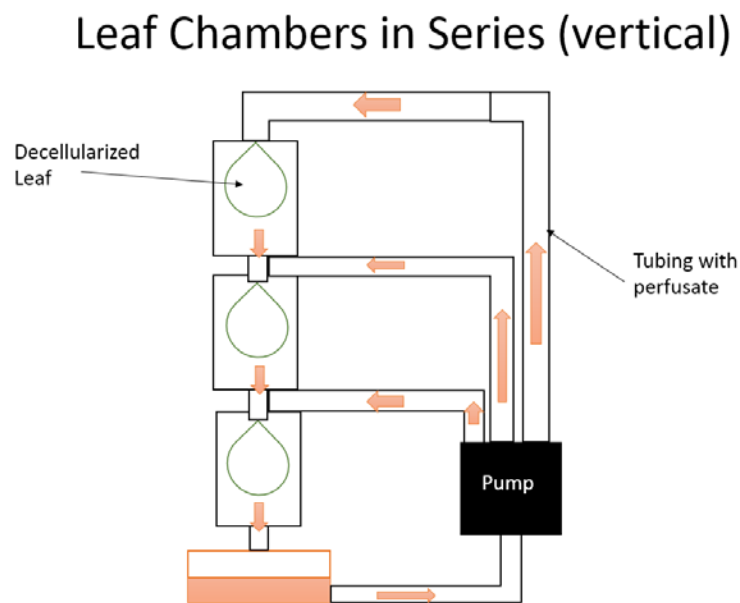 Leaf Chambers in Series (vertical)
Decellularized
Leaf
Tubing with
perfusate
Pump